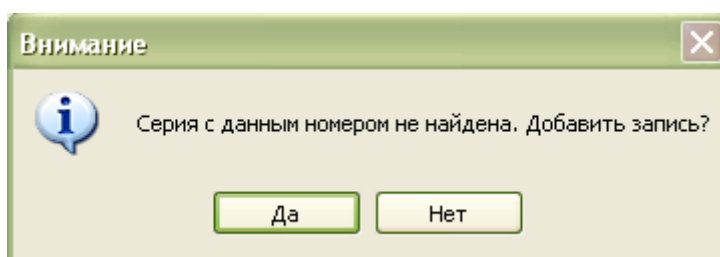 Внимание
Серия с данным номером не найдена. Добавить запись?
Да
Нет